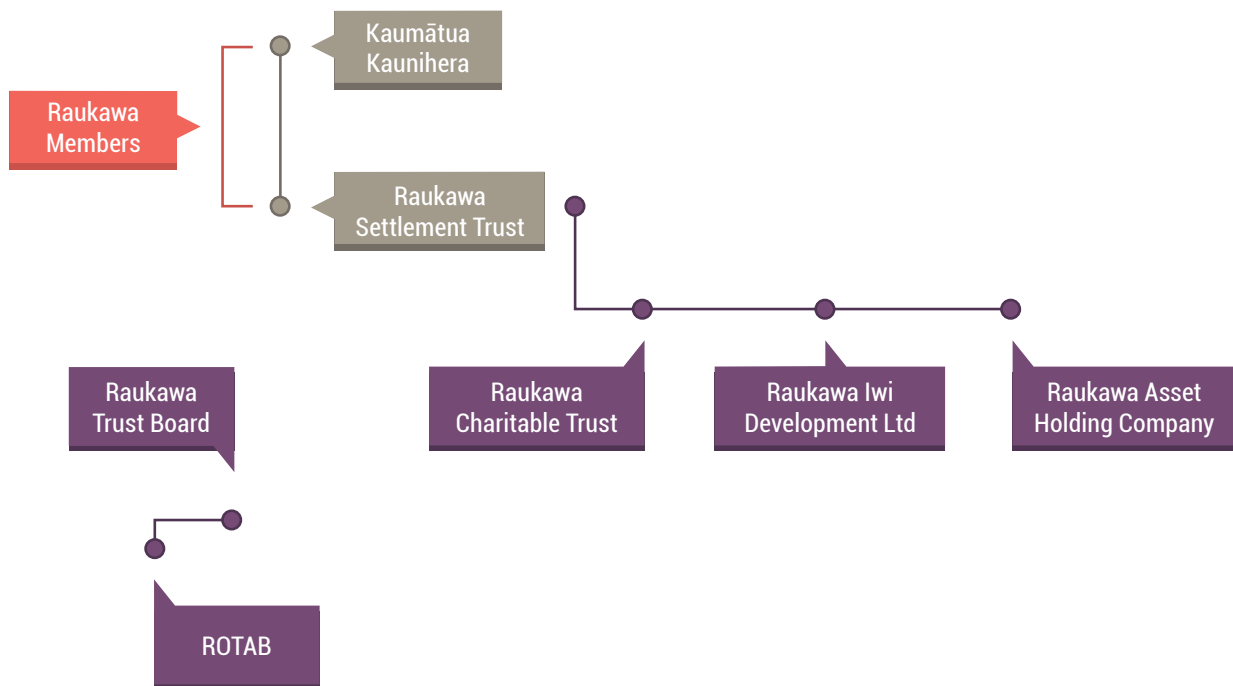 Kaumātua
Kaunihera
Raukawa
Members
Raukawa
Settlement Trust
Raukawa
Trust Board
Raukawa
Charitable Trust
Raukawa Iwi
Development Ltd
Raukawa Asset
Holding Company
ROTAB